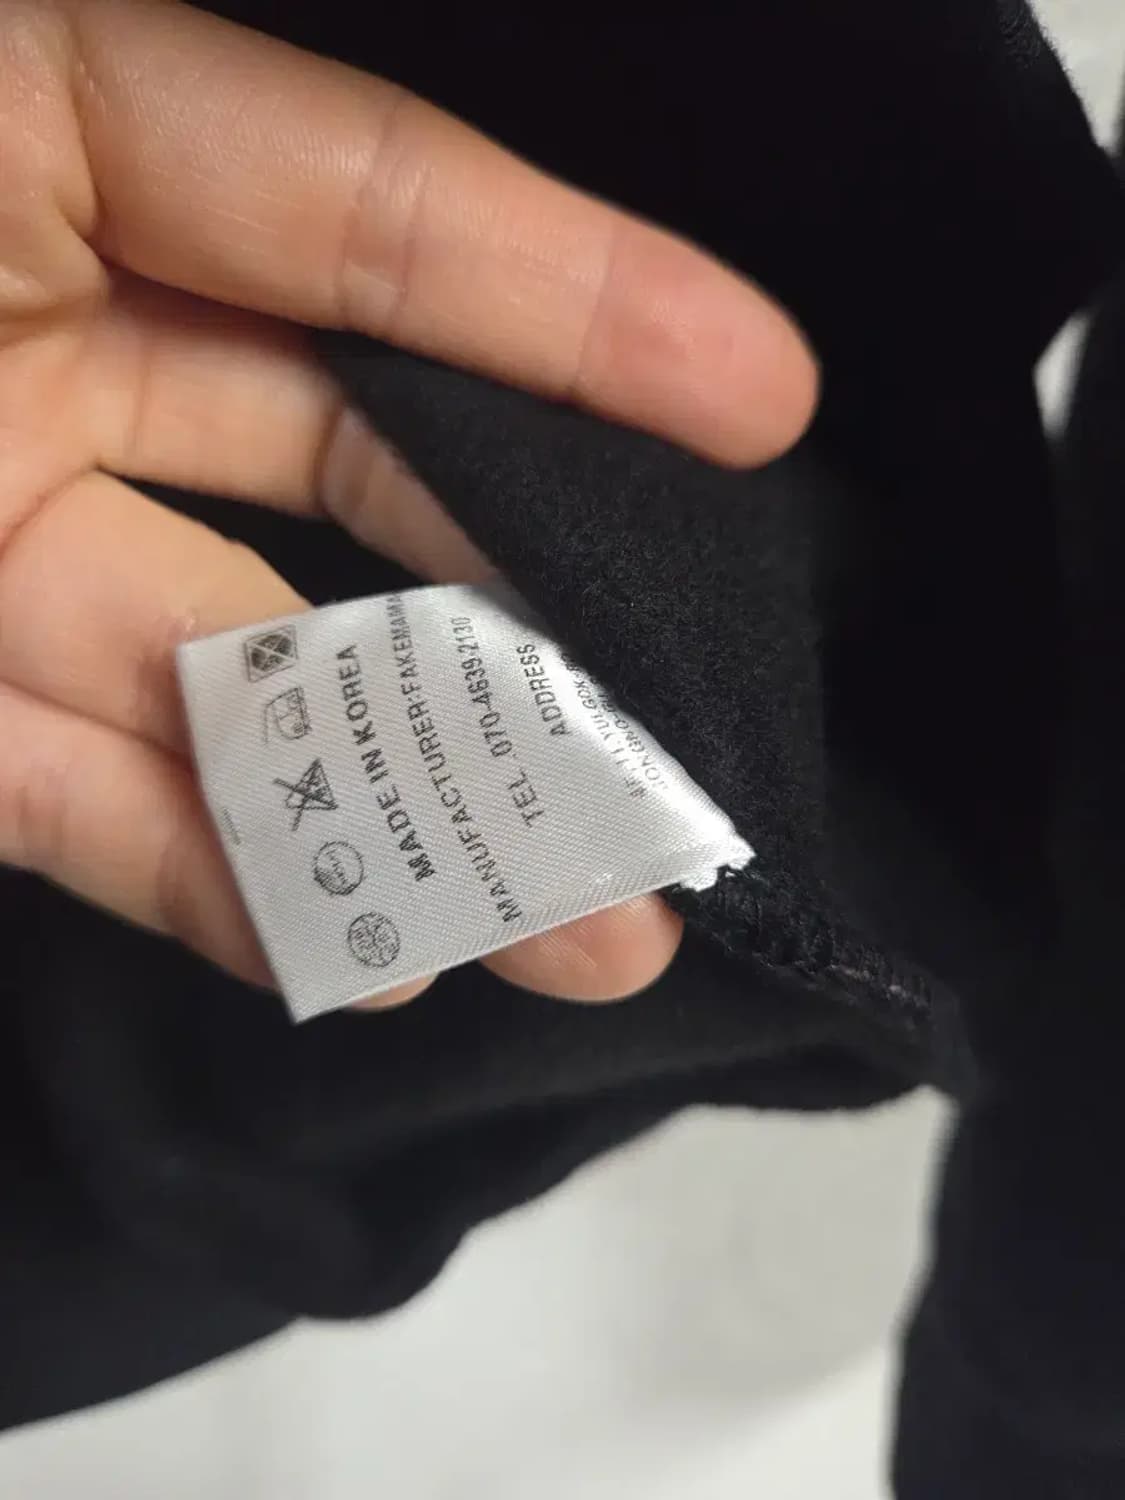 MADE IN KOREA
MANUFACTURER:FAKEMAMA
TEL .070-4639-2130
ADDRESS